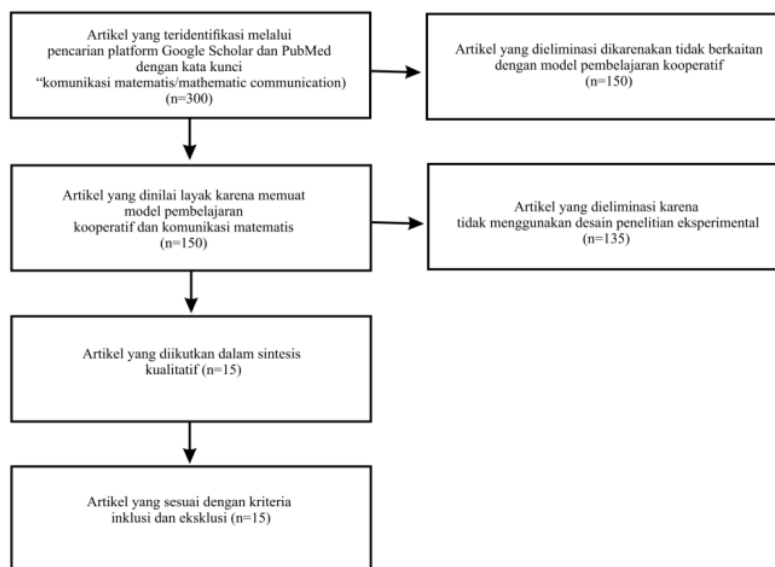 Artikel yang teridentifikasi melalui
pencarian platform Google Scholar dan PubMed
dengan kata kunci
“komunikasi matematis/mathematic communication)
(n=300)
Artikel yang dieliminasi dikarenakan tidak berkaitan
dengan model pembelajaran kooperatif
(n=150)
Artikel yang dinilai layak karena memuat
model pembelajaran
kooperatif dan komunikasi matematis
(n=150)
Artikel yang dieliminasi karena
tidak menggunakan desain penelitian eksperimental
(n=135)
Artikel yang diikutkan dalam sintesis
kualitatif (n=15)
Artikel yang sesuai dengan kriteria
inklusi dan eksklusi (n=15)